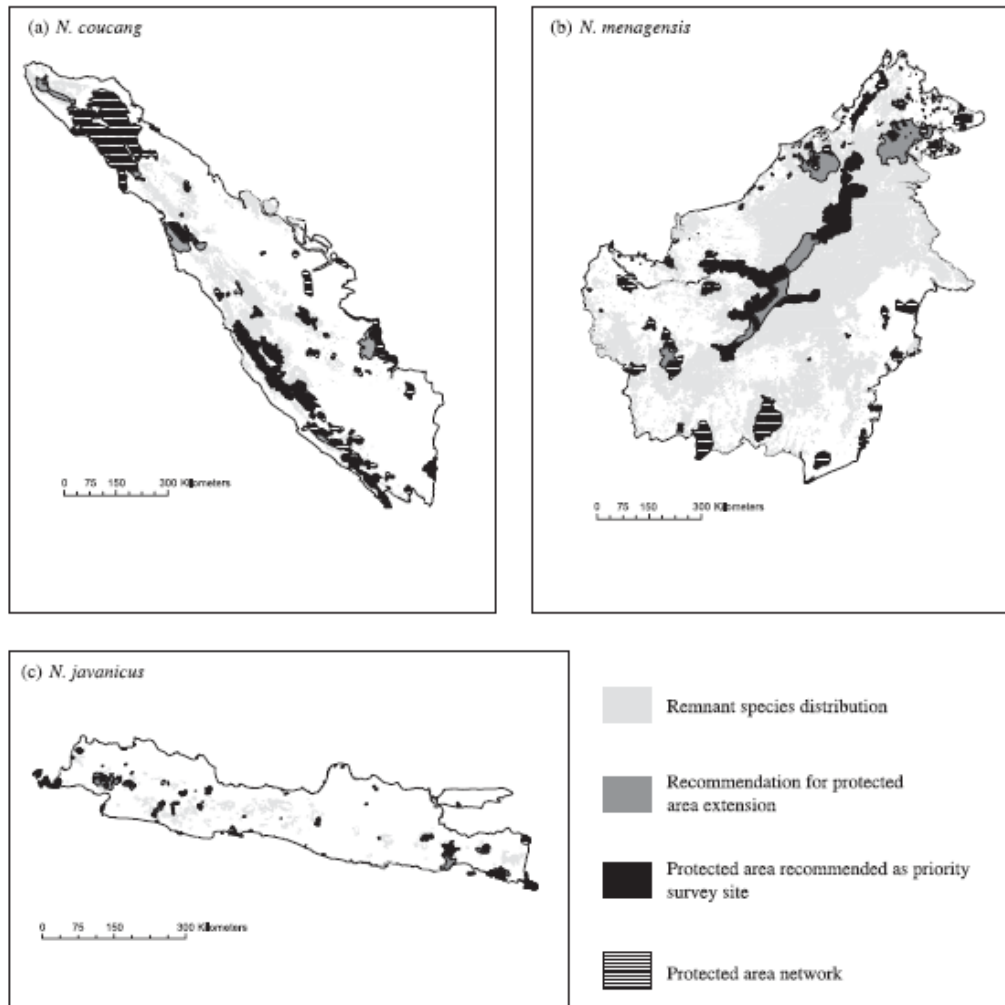 (a) N. coucang
0 75 150 300 Kilometers
(b) N. menagensis
0 75 150 300 Kilometers
(c) N. javanicus
0 75 150 300 Kilometers
Remnant species distribution
Recommendation for protected
area extension
Protected area recommended as priority
survey site
Protected area network